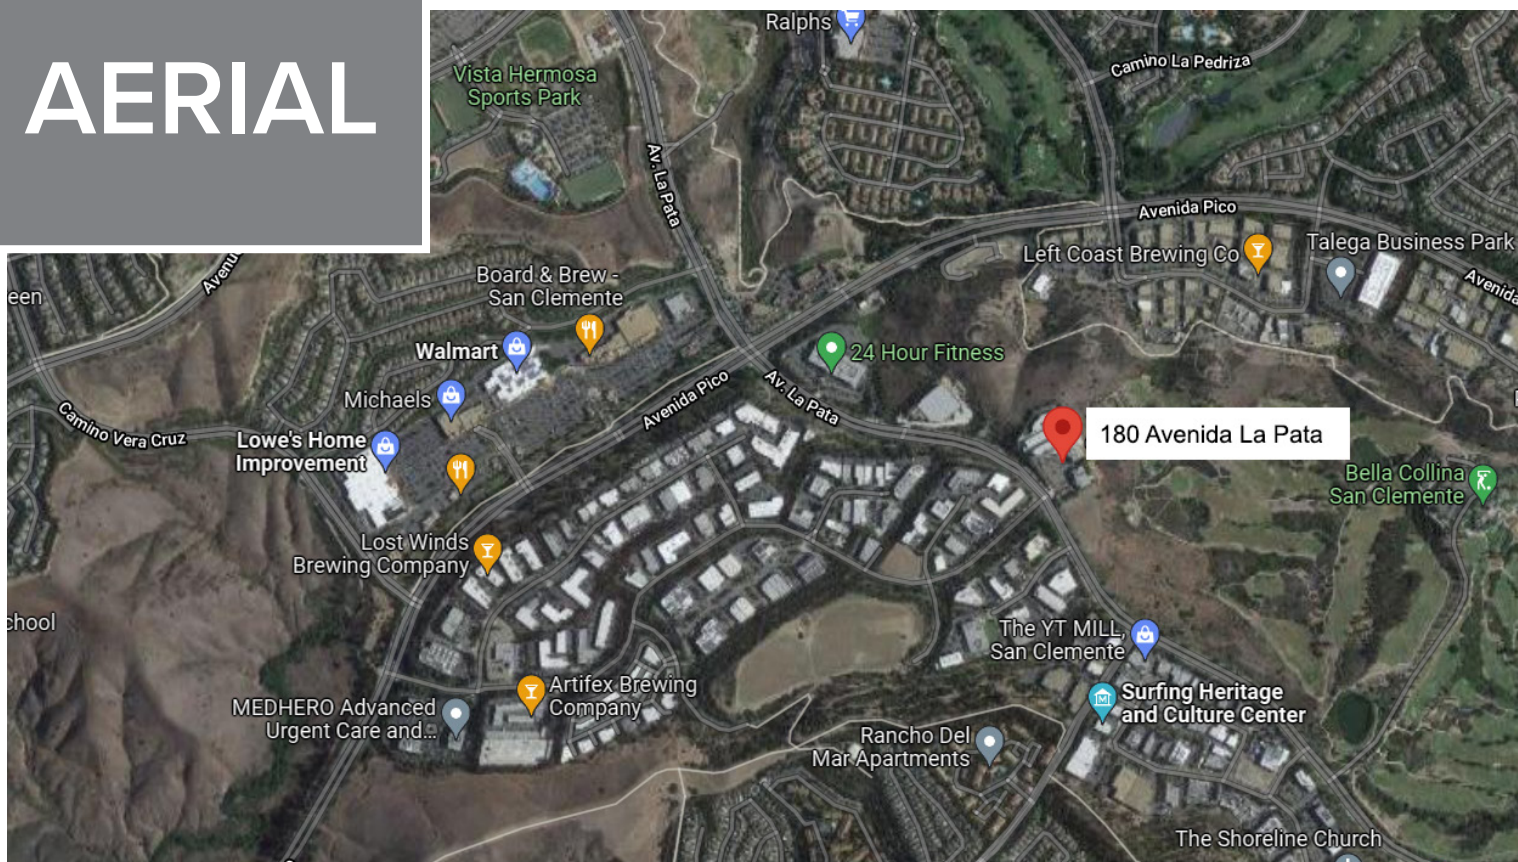 AERIAL
Ralphs
Camino La Pedriza
Vista Hermosa
Sports Park
Av. La Pata
Avenida Pico
Left Coast Brewing Co
Talega Business Park
Avenida
Avenu
een
Board & Brew -
San Clemente
Walmart
Michaels
24 Hour Fitness
Avenida Pico
Av. La Pata
Camino Vera Cruz
Lowe's Home
Improvement
180 Avenida La Pata
Bella Collina
San Clemente
Lost Winds
Brewing Company
chool
The YT MILL,
San Clemente
Artifex Brewing
Company
MEDHERO Advanced
Urgent Care and...
Surfing Heritage
and Culture Center
Rancho Del
Mar Apartments
The Shoreline Church